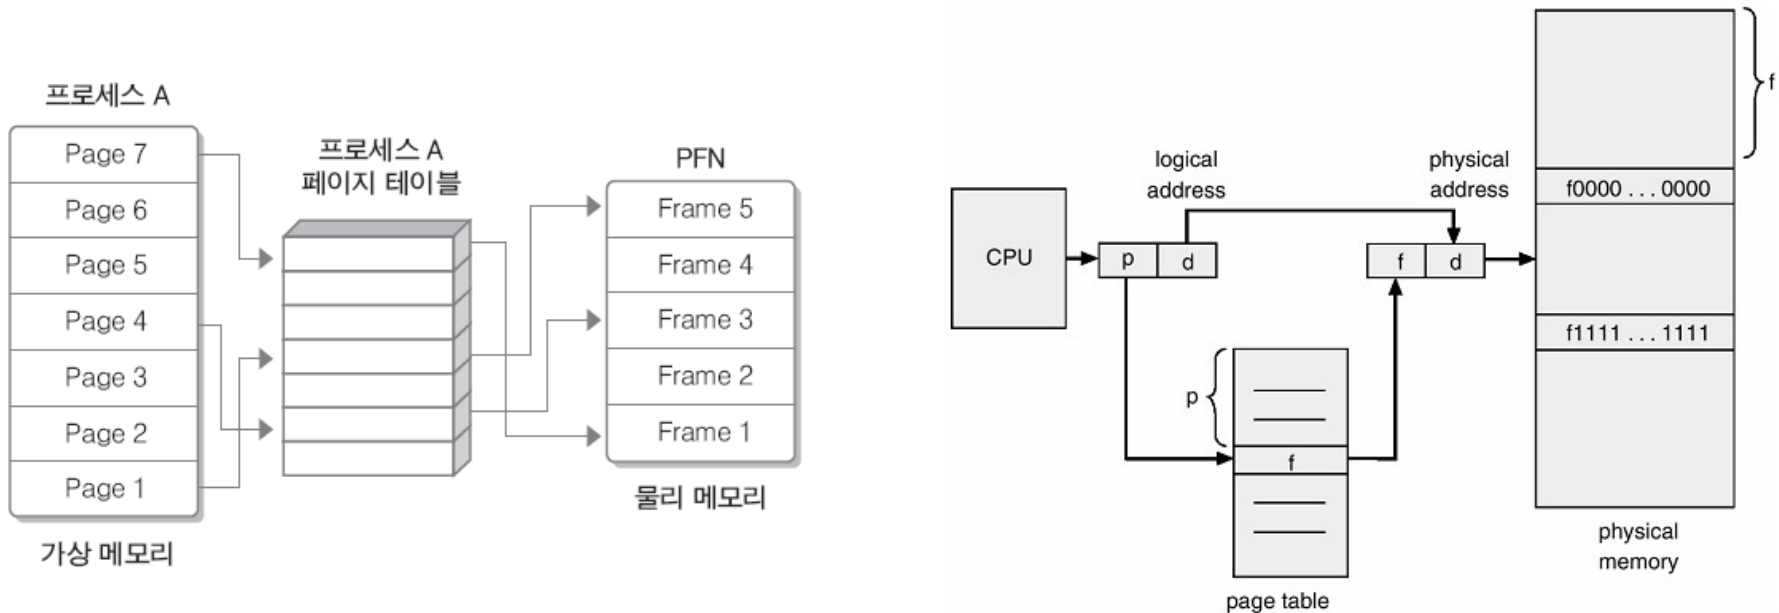 프로세스 A
Page 7
Page 6
Page 5
Page 4
Page 3
Page 2
Page 1
가상 메모리
프로세스 A
페이지 테이블
PFN
Frame 5
Frame 4
Frame 3
Frame 2
Frame 1
물리 메모리
CPU
logical
address
p d
physical
address
f d
p
f
page table
f
f0000 . . . 0000
f1111 . . . 1111
physical
memory